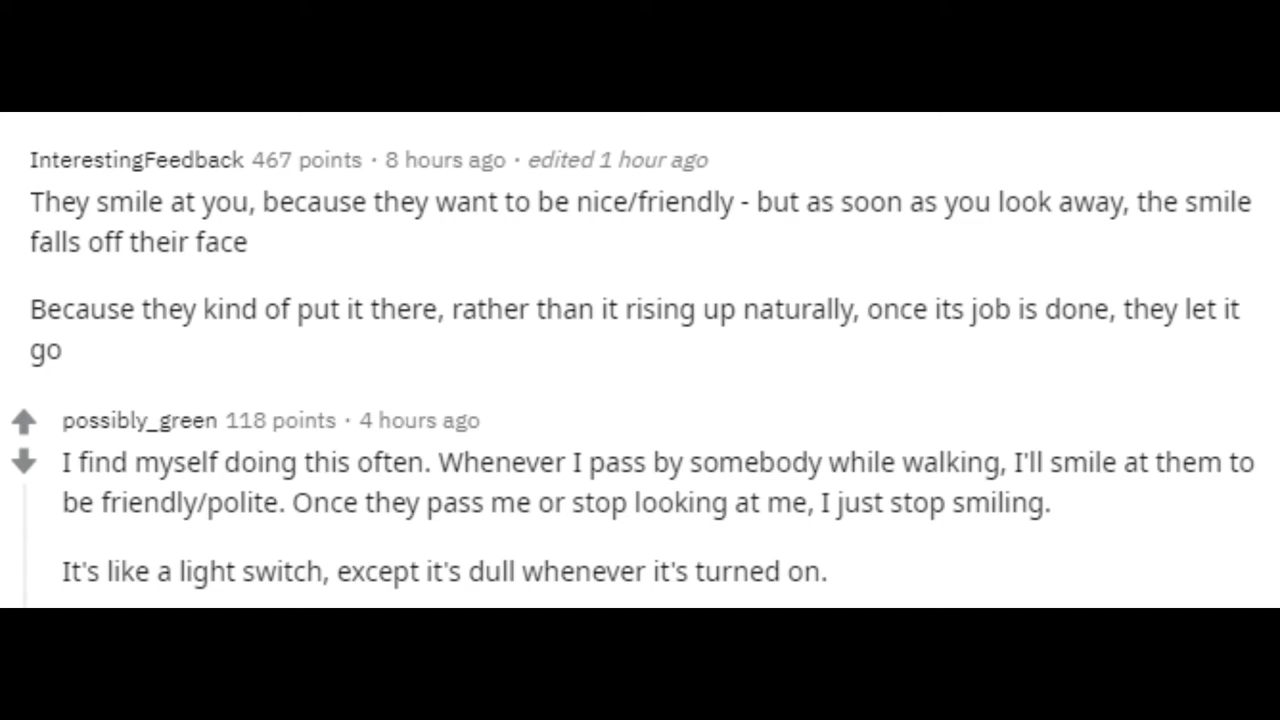 InterestingFeedback 467 points · 8 hours ago · edited 1 hour ago
They smile at you, because they want to be nice/friendly - but as soon as you look away, the smile
falls off their face
Because they kind of put it there, rather than it rising up naturally, once its job is done, they let it
go
possibly_green 118 points · 4 hours ago
I find myself doing this often. Whenever I pass by somebody while walking, I'll smile at them to
be friendly/polite. Once they pass me or stop looking at me, I just stop smiling.
It's like a light switch, except it's dull whenever it's turned on.